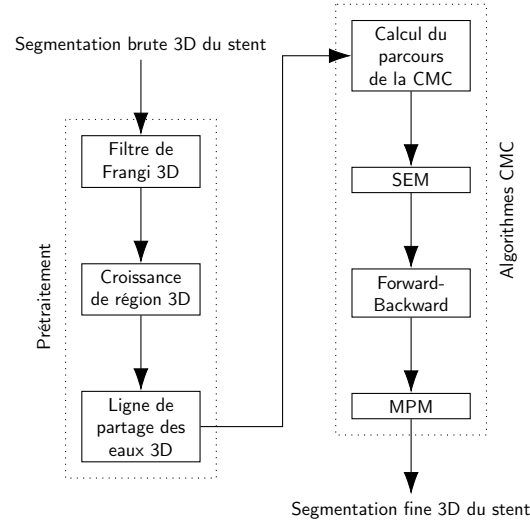 Segmentation brute 3D du stent
Prétraitement
Filtre de
Frangi 3D
Croissance
de région 3D
Ligne de
partage des
eaux 3D
Calcul du
parcours
de la CMC
SEM
Forward-
Backward
MPM
Algorithmes CMC
Segmentation fine 3D du stent